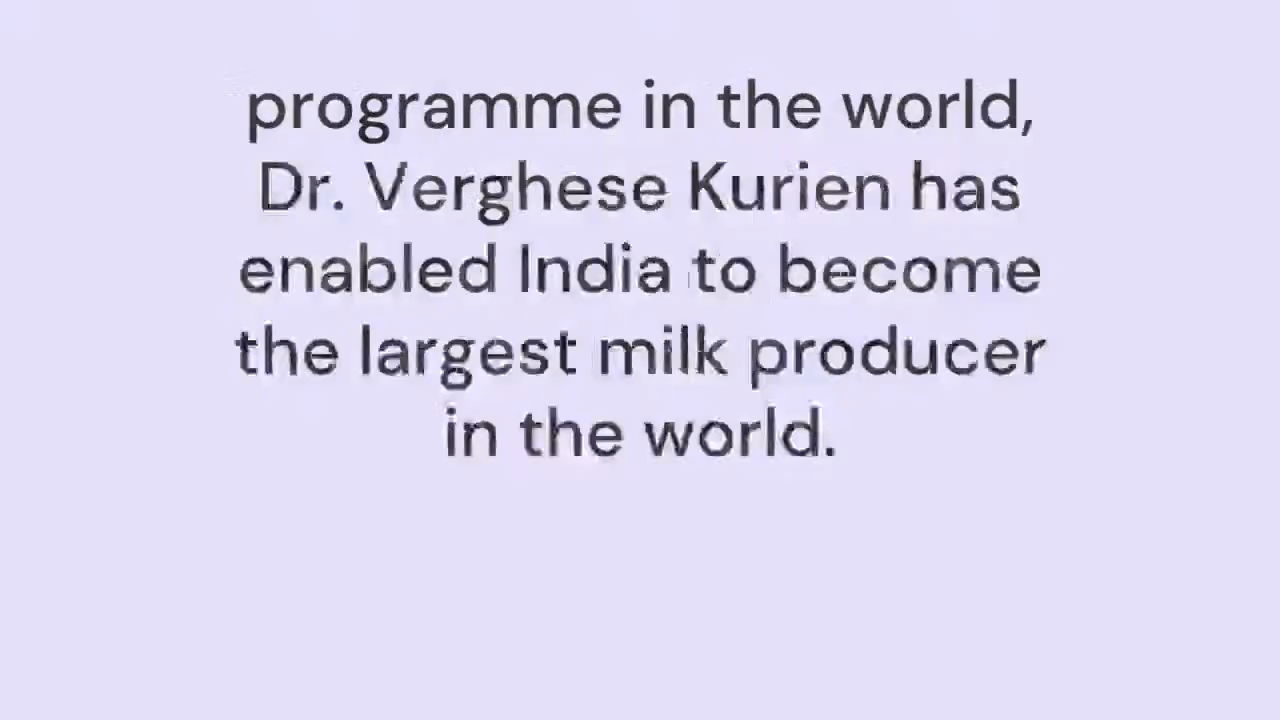 programme in the world,
Dr. Verghese Kurien has
enabled India to become
the largest milk producer
in the world.